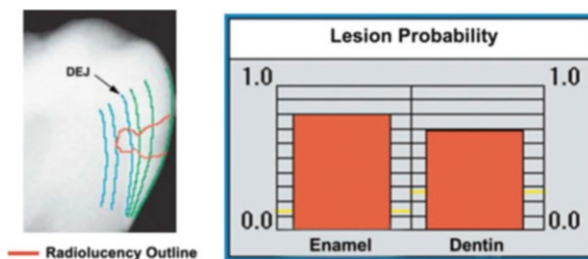 DEJ
Radiolucency Outline
Lesion Probability
1.0 1.0
0.0 0.0
Enamel Dentin